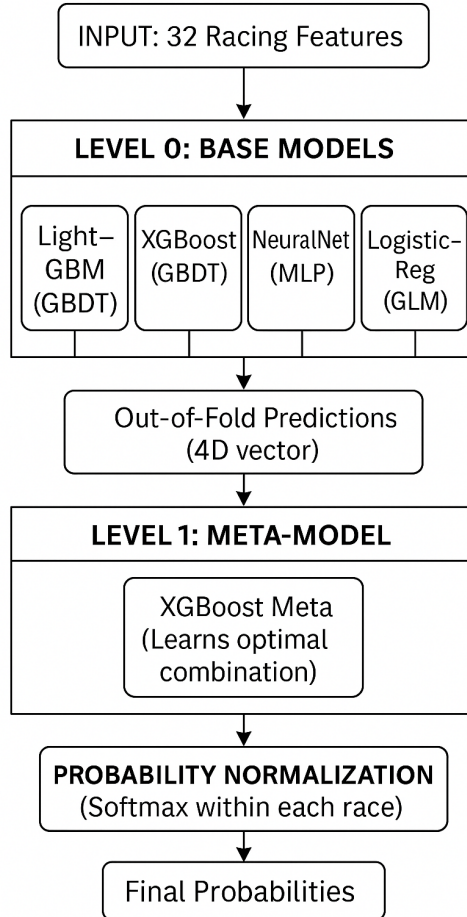 INPUT: 32 Racing Features
LEVEL 0: BASE MODELS
Light–
GBM
(GBDT)
XGBoost
(GBDT)
NeuralNet
(MLP)
Logistic–
Reg
(GLM)
Out-of-Fold Predictions
(4D vector)
LEVEL 1: META-MODEL
XGBoost Meta
(Learns optimal
combination)
PROBABILITY NORMALIZATION
(Softmax within each race)
Final Probabilities